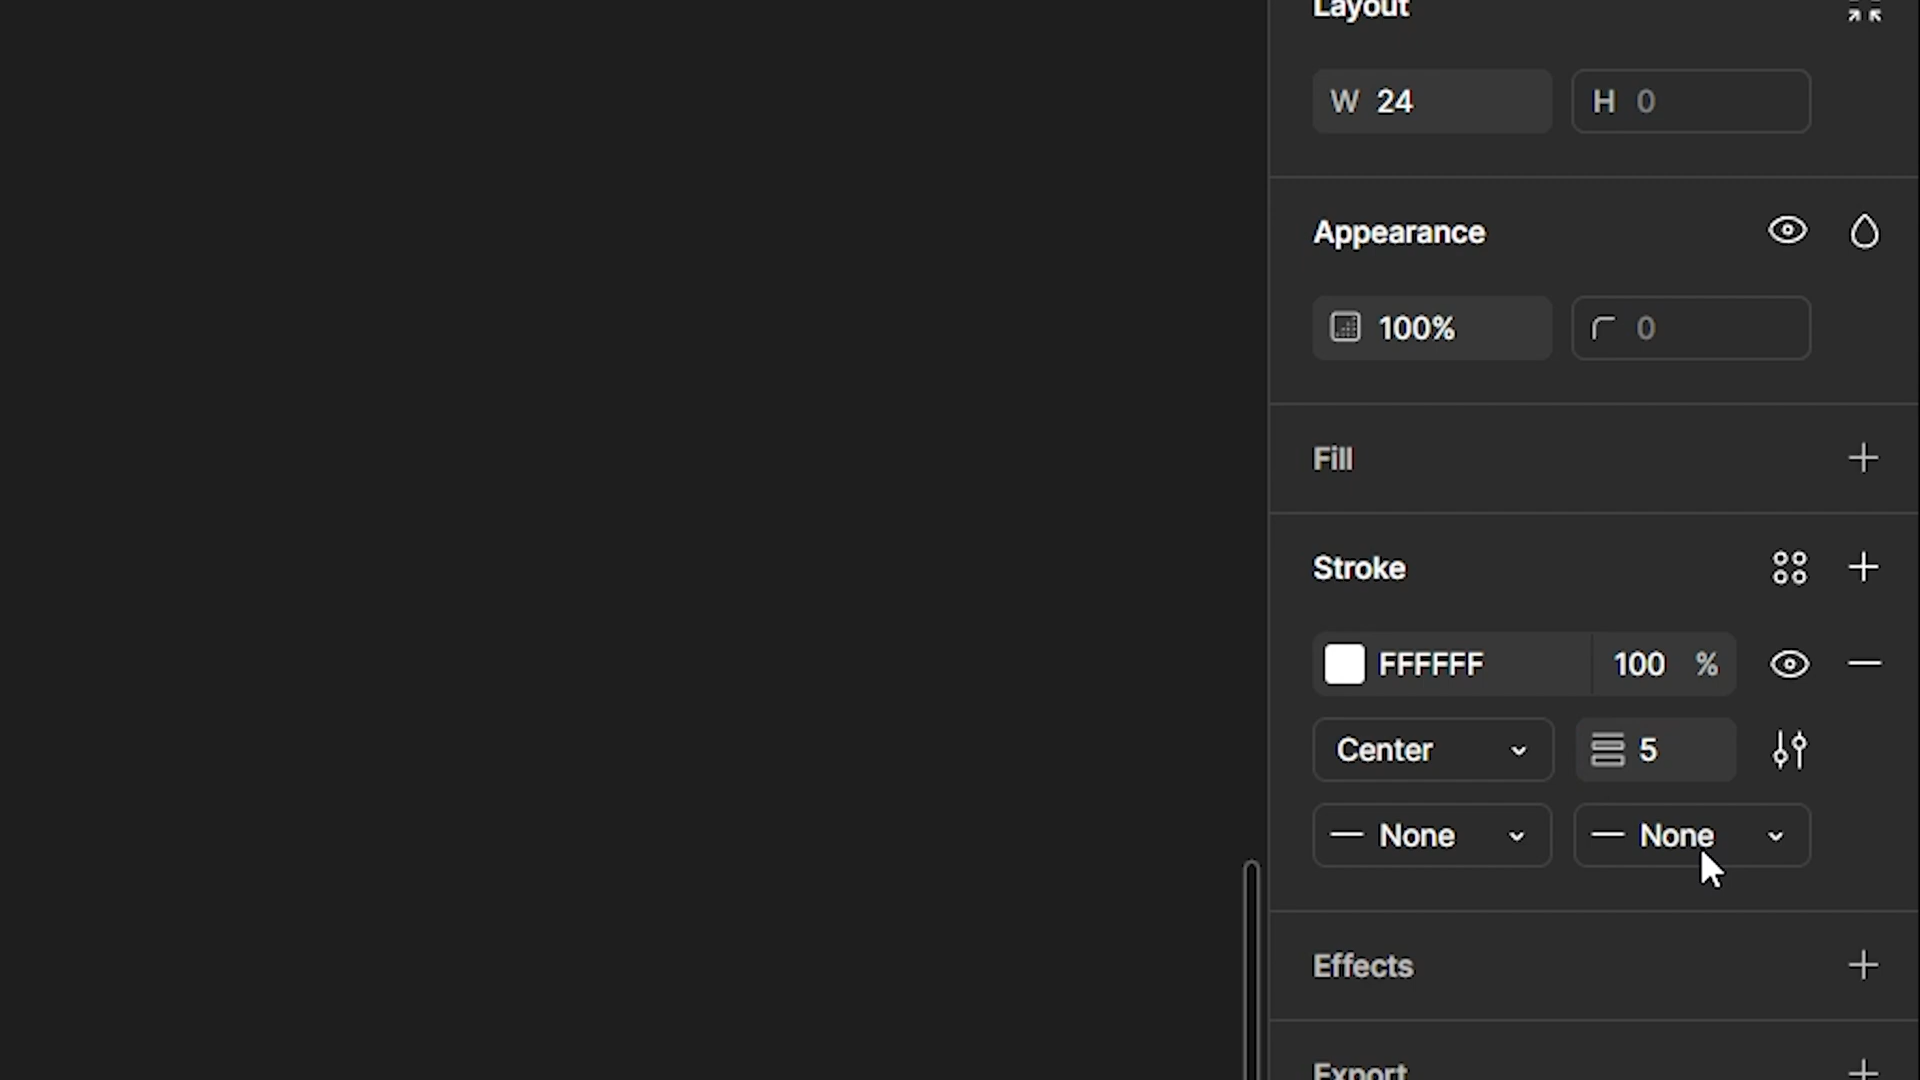 Layout
W 24 H 0
Appearance
100% 0
Fill
Stroke
FFFFFF 100 %
Center 5
None None
Effects
Export